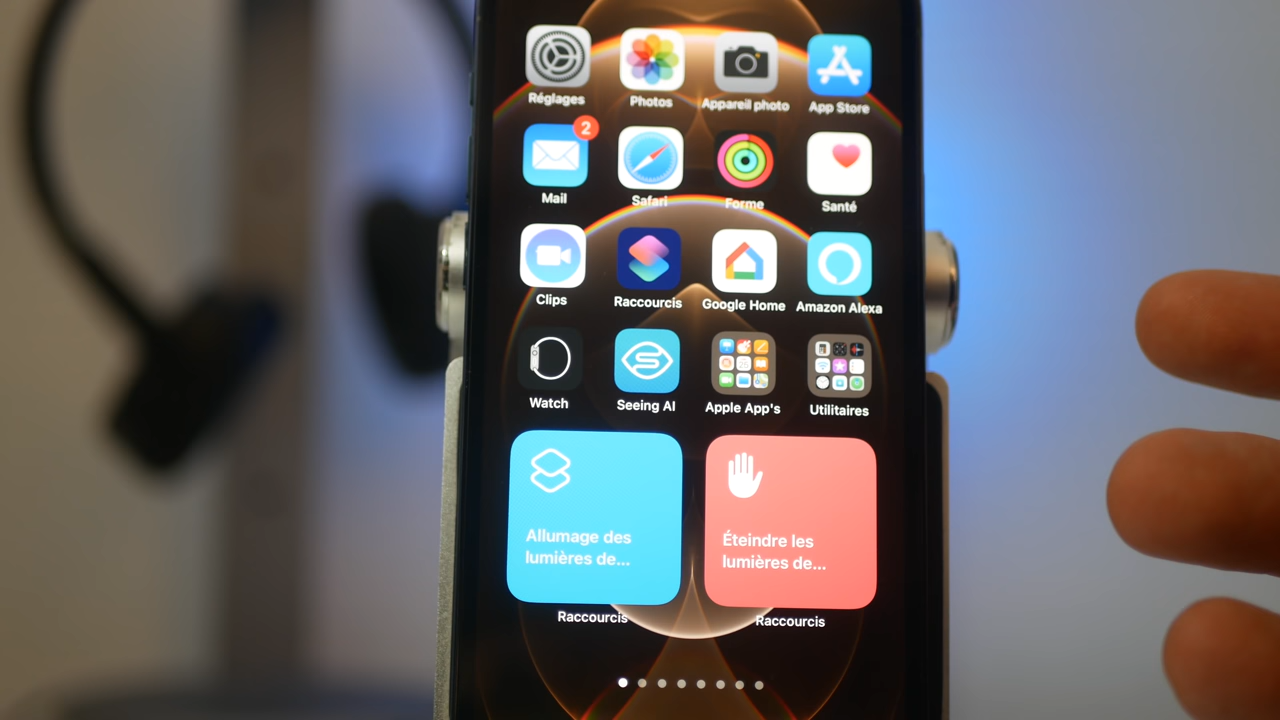 Réglages Photos Appareil photo App Store
2
Mail Safari Forme Santé
Clips Raccourcis Google Home Amazon Alexa
Watch Seeing AI Apple App's Utilitaires
Allumage des
lumières de...
Éteindre les
lumières de...
Raccourcis Raccourcis